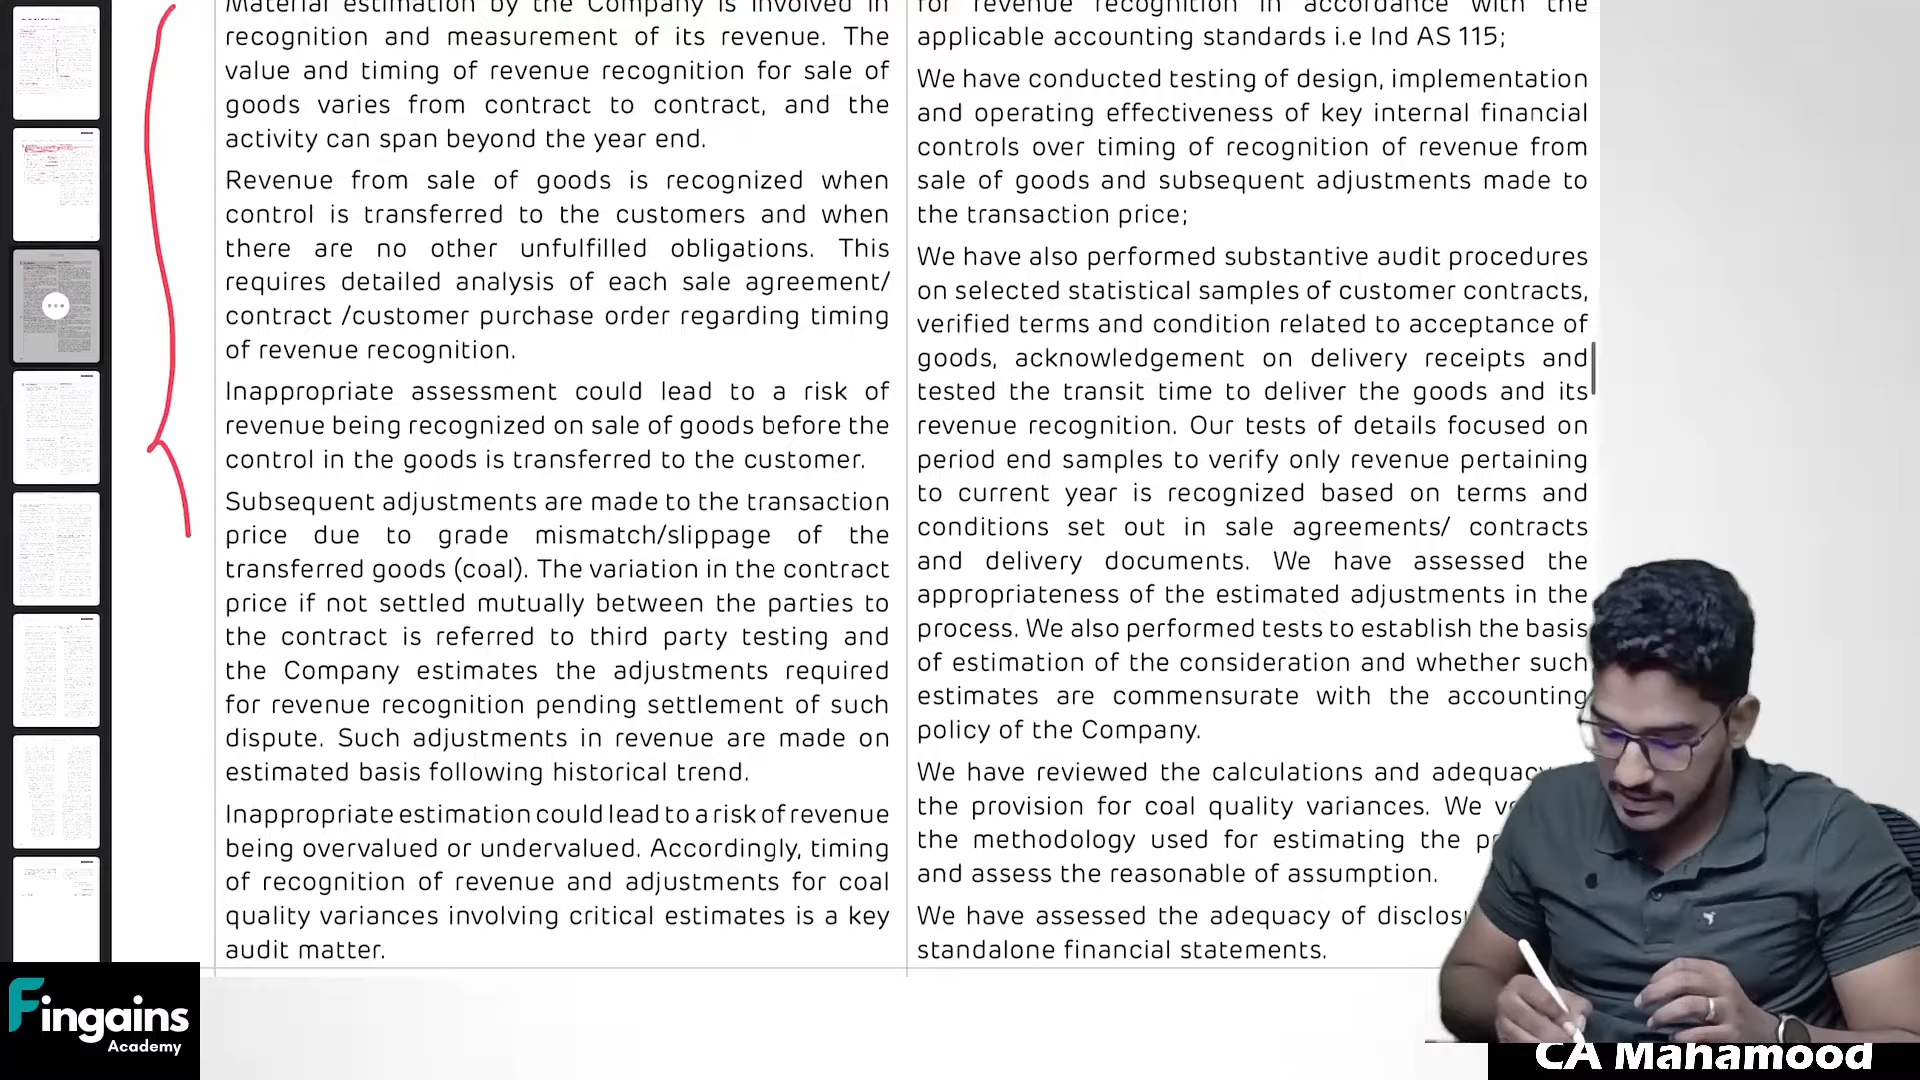 Material estimation by the Company is involved in
recognition and measurement of its revenue. The
value and timing of revenue recognition for sale of
goods varies from contract to contract, and the
activity can span beyond the year end.
Revenue from sale of goods is recognized when
control is transferred to the customers and when
there are no other unfulfilled obligations. This
requires detailed analysis of each sale agreement/
contract /customer purchase order regarding timing
of revenue recognition.
Inappropriate assessment could lead to a risk of
revenue being recognized on sale of goods before the
control in the goods is transferred to the customer.
Subsequent adjustments are made to the transaction
price due to grade mismatch/slippage of the
transferred goods (coal). The variation in the contract
price if not settled mutually between the parties to
the contract is referred to third party testing and
the Company estimates the adjustments required
for revenue recognition pending settlement of such
dispute. Such adjustments in revenue are made on
estimated basis following historical trend.
Inappropriate estimation could lead to a risk of revenue
being overvalued or undervalued. Accordingly, timing
of recognition of revenue and adjustments for coal
quality variances involving critical estimates is a key
audit matter.
for revenue recognition in accordance with the
applicable accounting standards i.e Ind AS 115;
We have conducted testing of design, implementation
and operating effectiveness of key internal financial
controls over timing of recognition of revenue from
sale of goods and subsequent adjustments made to
the transaction price;
We have also performed substantive audit procedures
on selected statistical samples of customer contracts,
verified terms and condition related to acceptance of
goods, acknowledgement on delivery receipts and
tested the transit time to deliver the goods and its
revenue recognition. Our tests of details focused on
period end samples to verify only revenue pertaining
to current year is recognized based on terms and
conditions set out in sale agreements/ contracts
and delivery documents. We have assessed the
appropriateness of the estimated adjustments in the
process. We also performed tests to establish the basis
of estimation of the consideration and whether such
estimates are commensurate with the accounting
policy of the Company.
We have reviewed the calculations and adequacy
the provision for coal quality variances. We
the methodology used for estimating the
and assess the reasonable of assumption.
We have assessed the adequacy of
standalone financial statements.
Fingains
Academy
CA Mahamood